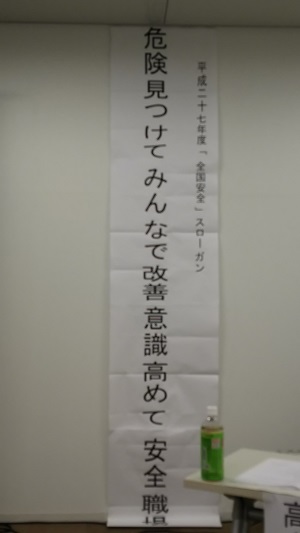 平成二十七年度「全国安全」スローガン
危険見つけてみんなで改善意識高めて安全職場
高